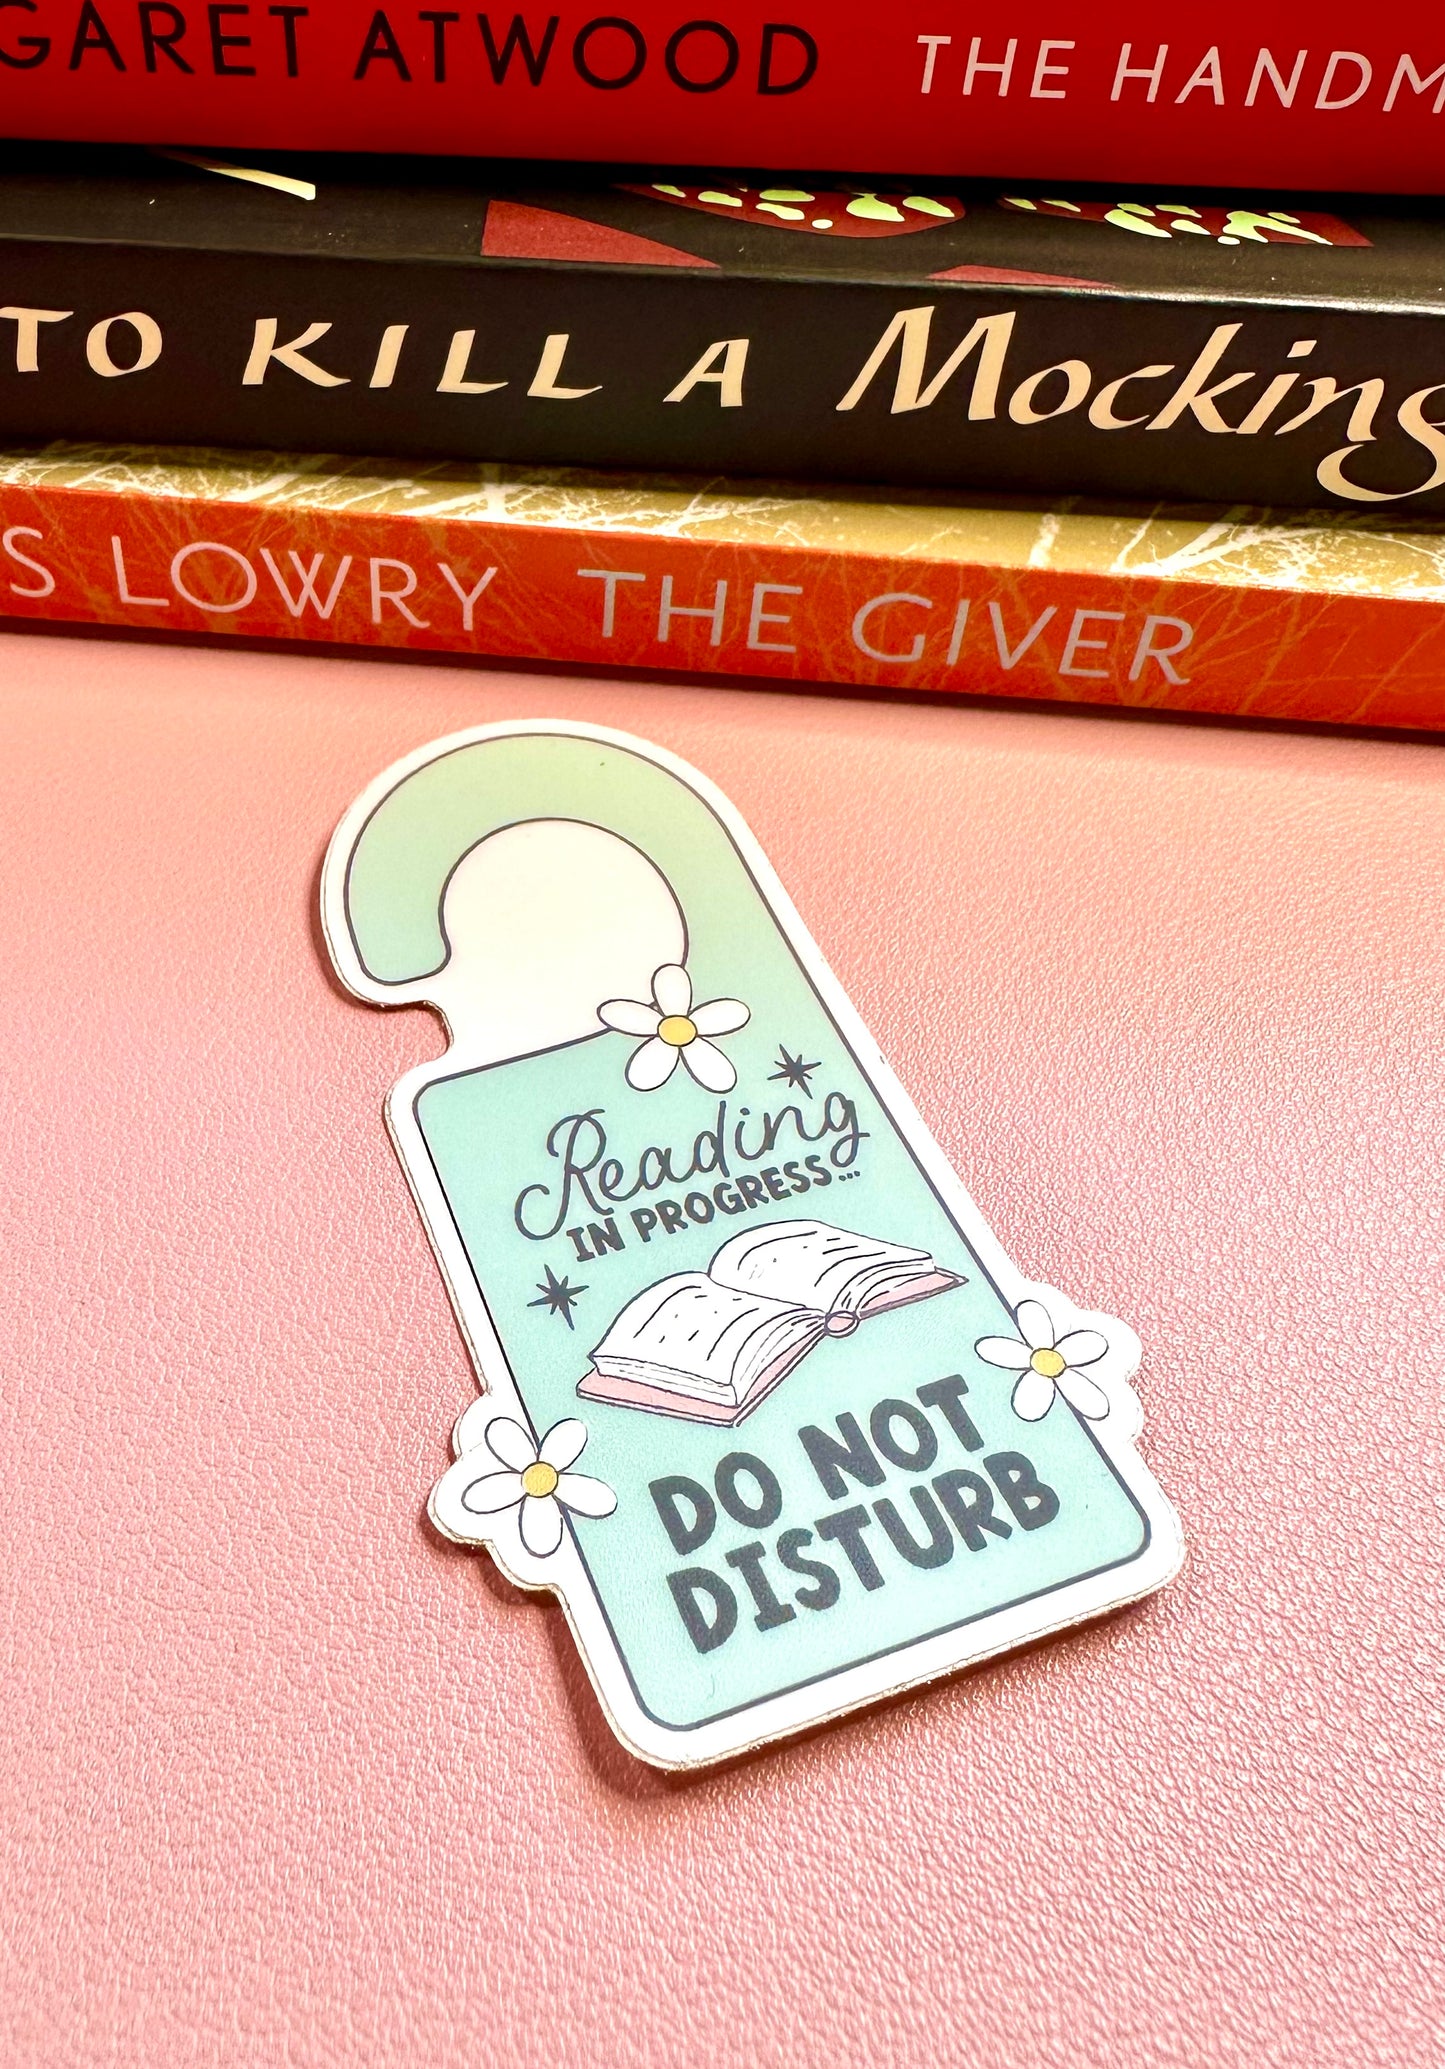 GARET ATWOOD THE HANDM
TO KILL A Mocking
S LOWRY THE GIVER
Reading
IN PROGRESS...
DO NOT
DISTURB